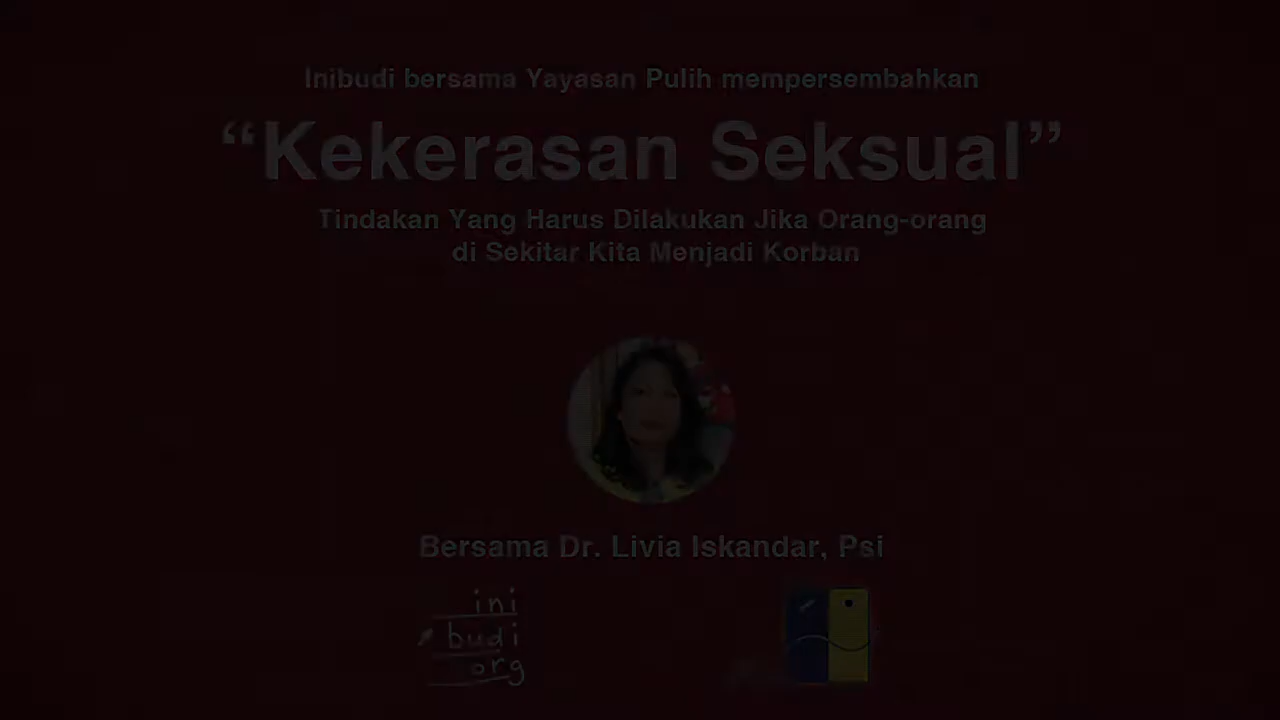 Inibudi bersama Yayasan Pulih mempersembahkan
“Kekerasan Seksual”
Tindakan Yang Harus Dilakukan Jika Orang-orang
di Sekitar Kita Menjadi Korban
Bersama Dr. Livia Iskandar, Psi
ini
budi
org